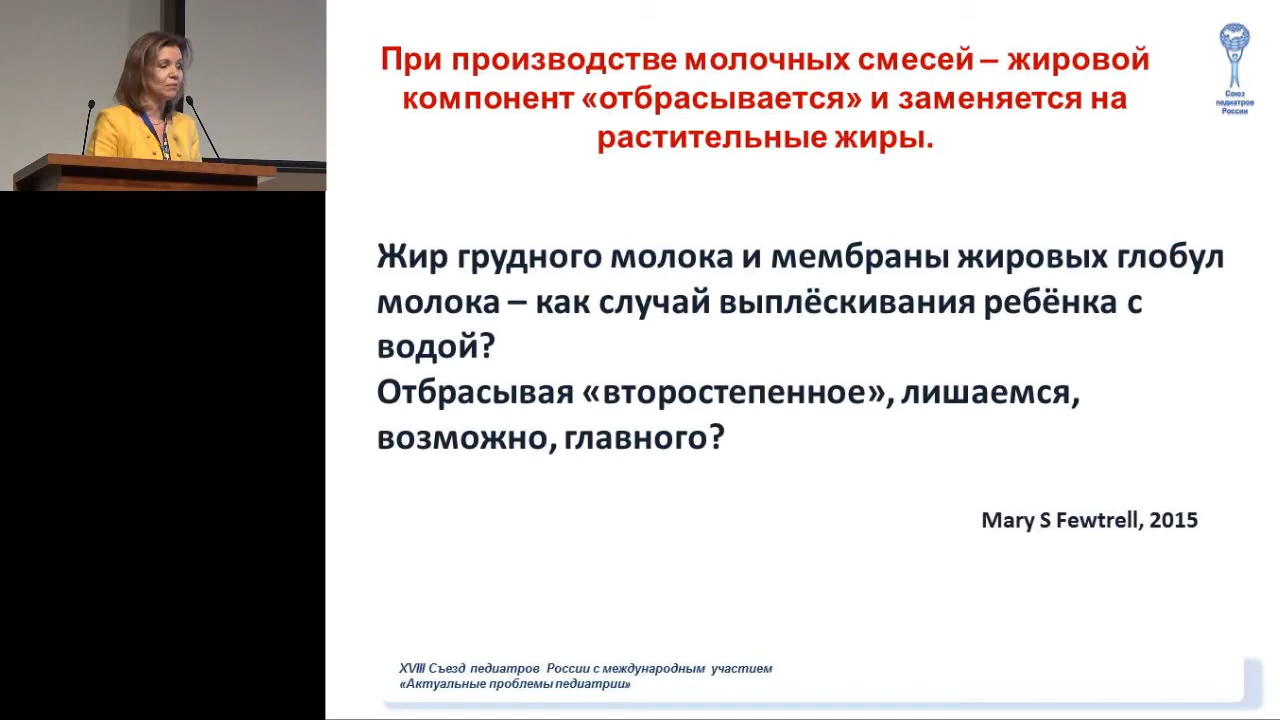 При производстве молочных смесей – жировой
компонент «отбрасывается» и заменяется на
растительные жиры.
Союз
педиатров
России
Жир грудного молока и мембраны жировых глобул
молока – как случай выплёскивания ребёнка с
водой?
Отбрасывая «второстепенное», лишаемся,
возможно, главного?
Mary S Fewtrell, 2015
XVIII Съезд педиатров России с международным участием
«Актуальные проблемы педиатрии»